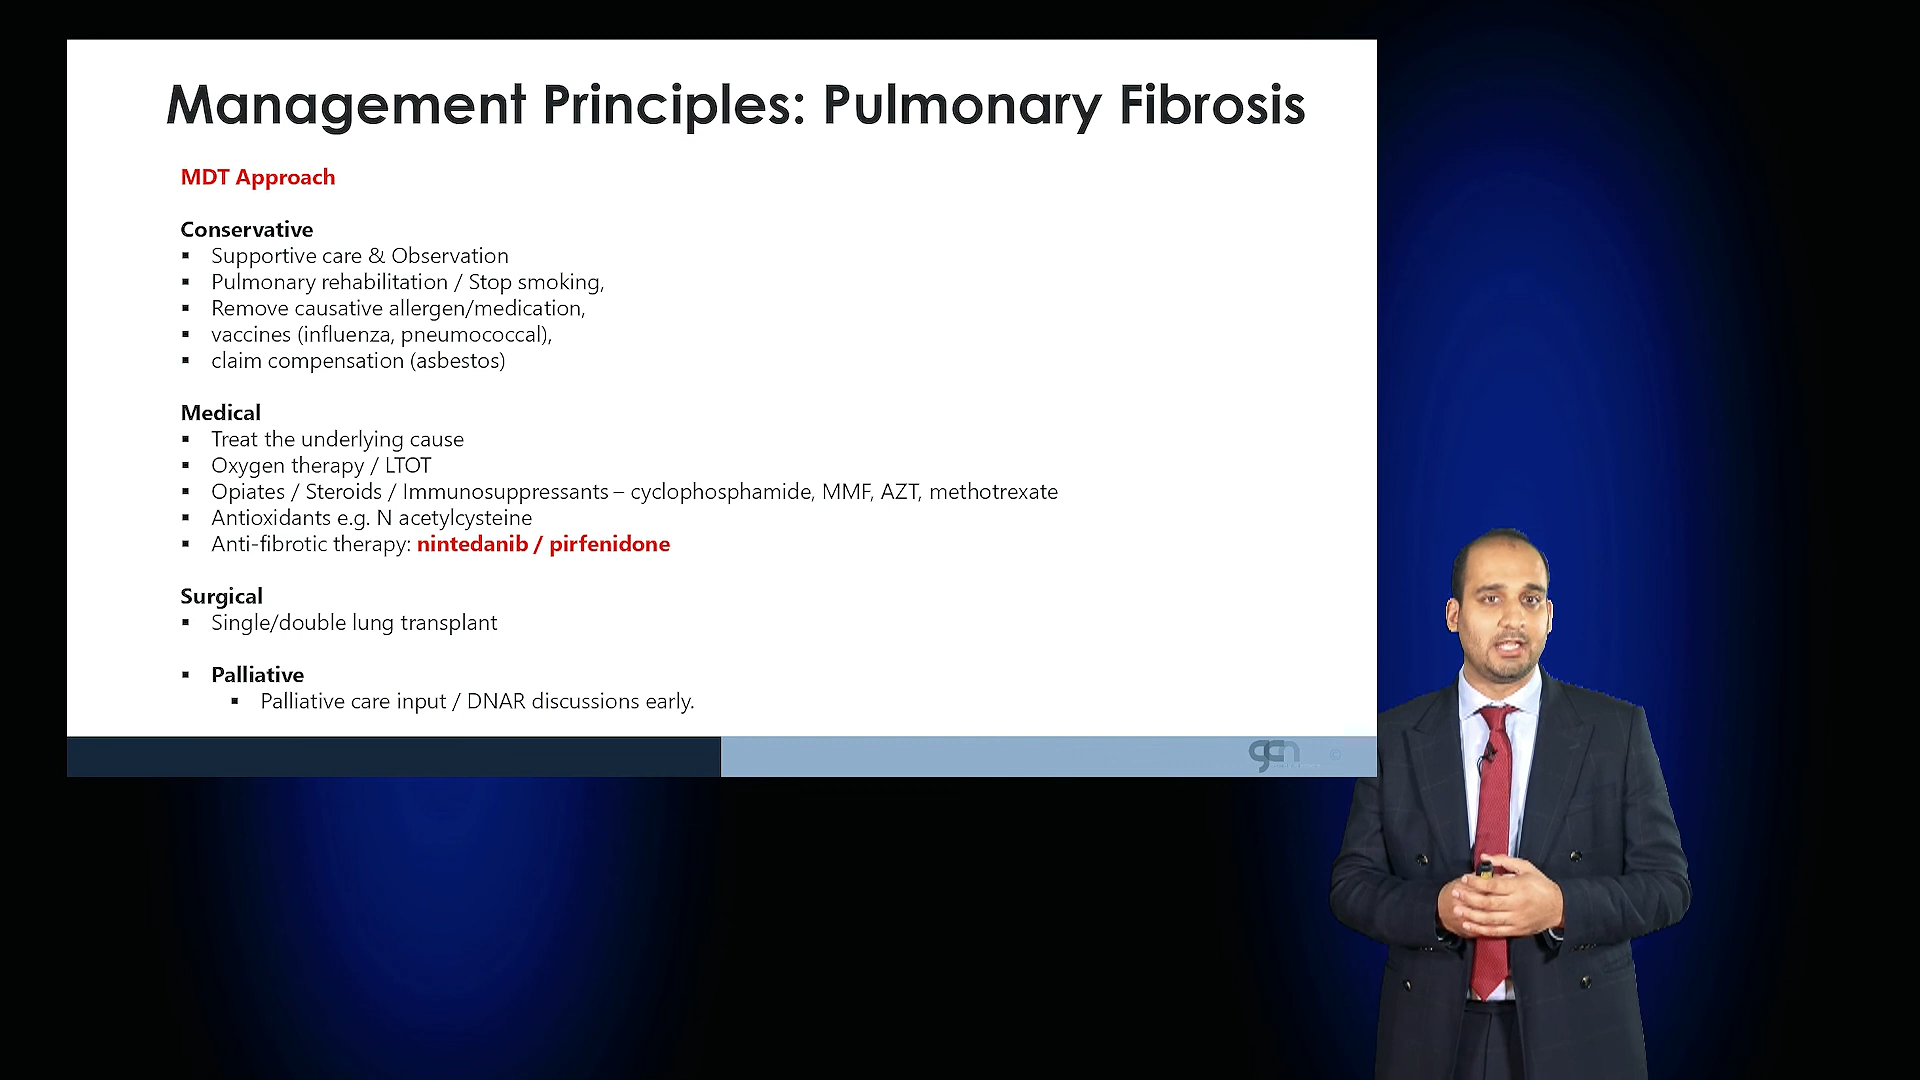 Management Principles: Pulmonary Fibrosis
MDT Approach
Conservative
▪ Supportive care & Observation
▪ Pulmonary rehabilitation / Stop smoking,
▪ Remove causative allergen/medication,
▪ vaccines (influenza, pneumococcal),
▪ claim compensation (asbestos)
Medical
▪ Treat the underlying cause
▪ Oxygen therapy / LTOT
▪ Opiates / Steroids / Immunosuppressants – cyclophosphamide, MMF, AZT, methotrexate
▪ Antioxidants e.g. N acetylcysteine
▪ Anti-fibrotic therapy: nintedanib / pirfenidone
Surgical
▪ Single/double lung transplant
▪ Palliative
▪ Palliative care input / DNAR discussions early.
©